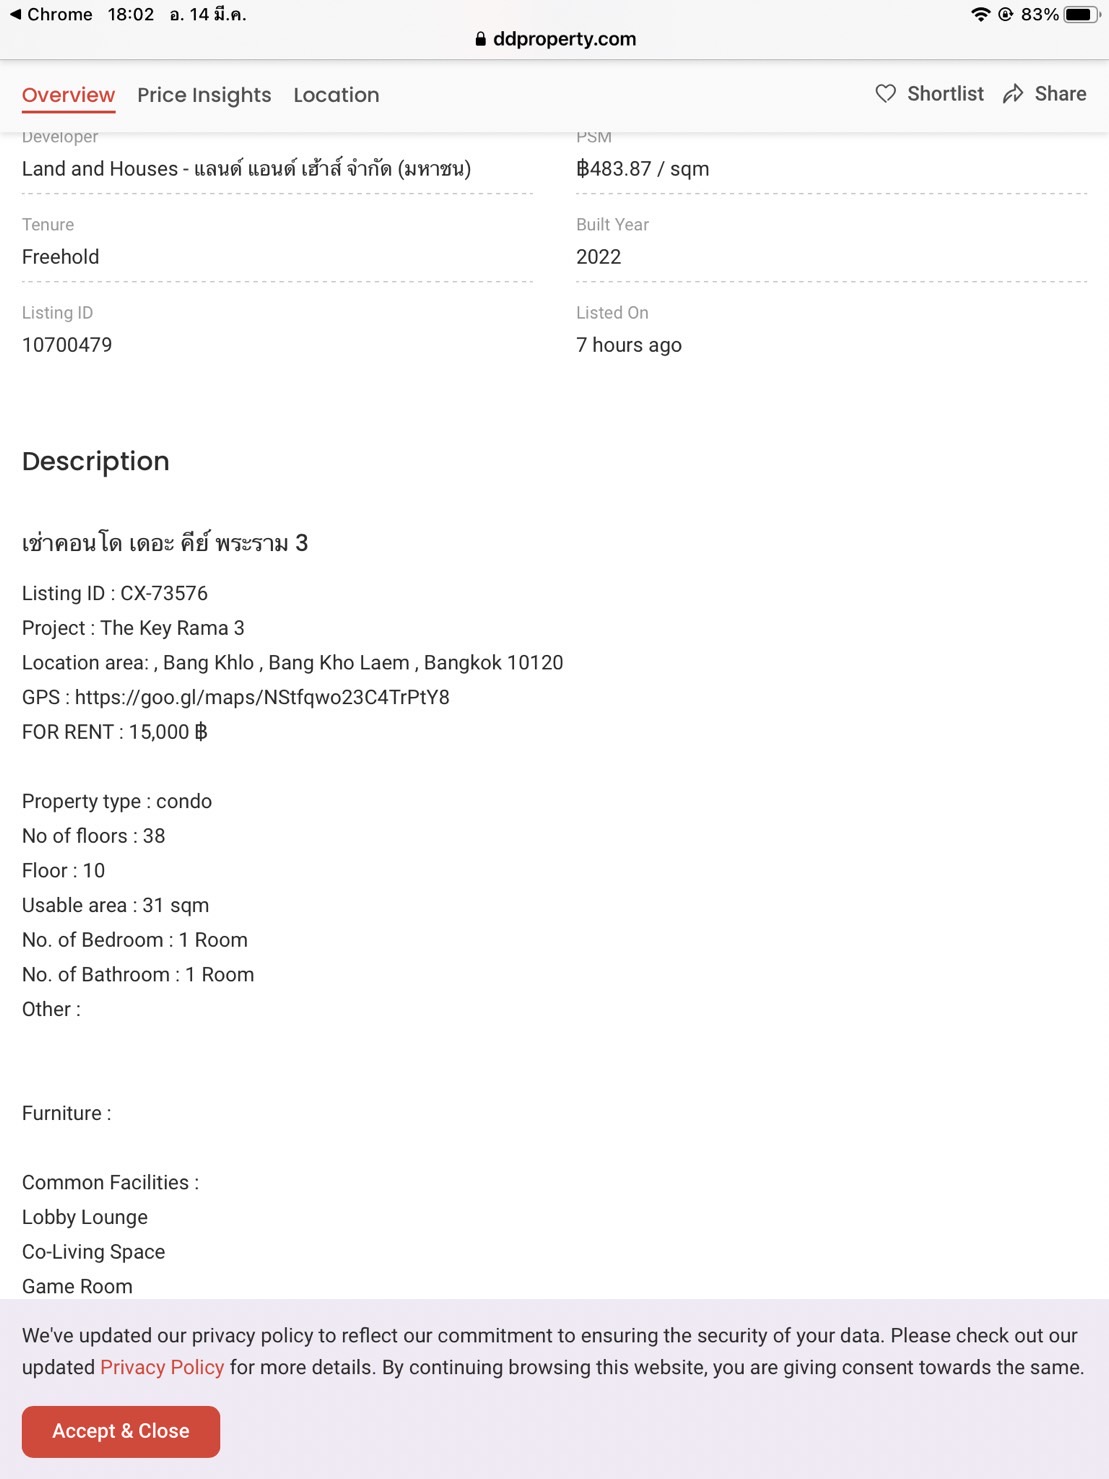 Chrome 18:02 อ. 14 มี.ค. 83%
ddproperty.com
Overview Price Insights Location Shortlist Share
Developer PSM
Land and Houses - แลนด์ แอนด์ เฮ้าส์ จำกัด (มหาชน) ฿483.87 / sqm
Tenure Built Year
Freehold 2022
Listing ID Listed On
10700479 7 hours ago
Description
เช่าคอนโด เดอะ คีย์ พระราม 3
Listing ID : CX-73576
Project : The Key Rama 3
Location area: , Bang Khlo , Bang Kho Laem , Bangkok 10120
GPS : https://goo.gl/maps/NStfqwo23C4TrPtY8
FOR RENT : 15,000 ฿
Property type : condo
No of floors : 38
Floor : 10
Usable area : 31 sqm
No. of Bedroom : 1 Room
No. of Bathroom : 1 Room
Other :
Furniture :
Common Facilities :
Lobby Lounge
Co-Living Space
Game Room
We've updated our privacy policy to reflect our commitment to ensuring the security of your data. Please check out our
updated Privacy Policy for more details. By continuing browsing this website, you are giving consent towards the same.
Accept & Close